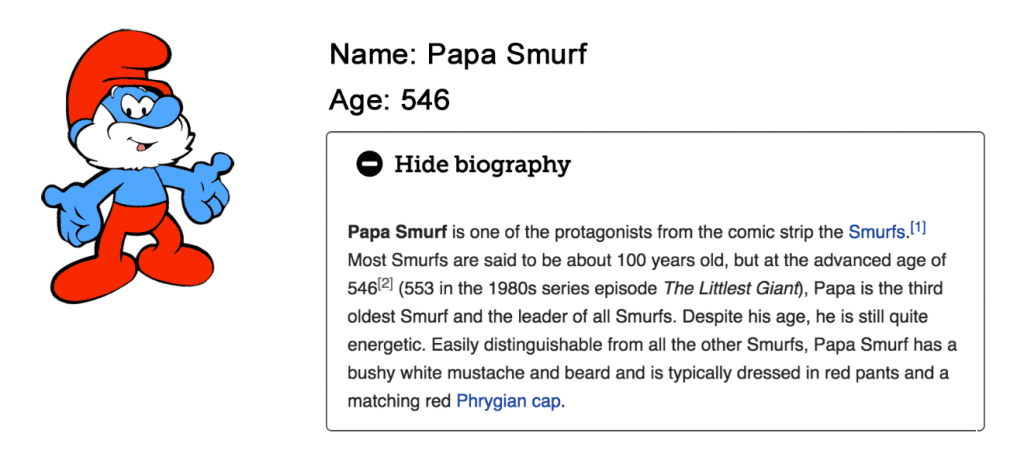 Name: Papa Smurf
Age: 546
Hide biography
Papa Smurf is one of the protagonists from the comic strip the Smurfs.[1]
Most Smurfs are said to be about 100 years old, but at the advanced age of
546[2] (553 in the 1980s series episode The Littlest Giant), Papa is the third
oldest Smurf and the leader of all Smurfs. Despite his age, he is still quite
energetic. Easily distinguishable from all the other Smurfs, Papa Smurf has a
bushy white mustache and beard and is typically dressed in red pants and a
matching red Phrygian cap.